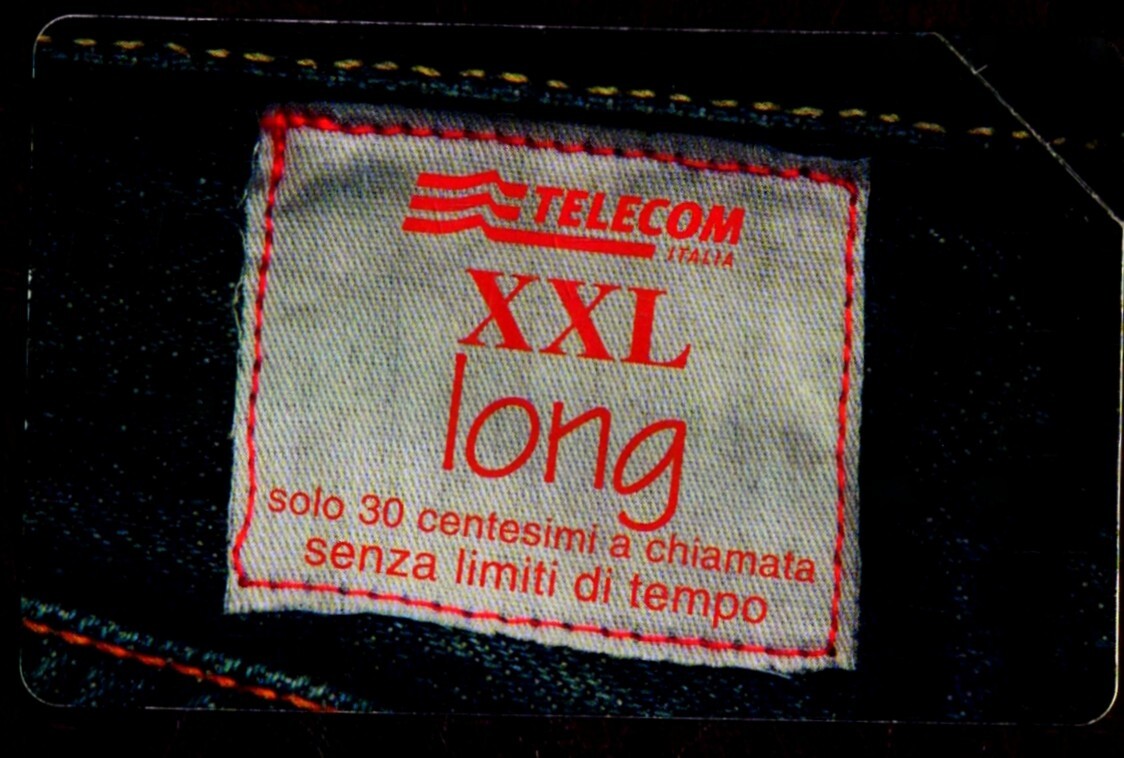 TELECOM
ITALIA
XXL
long
solo 30 centesimi a chiamata
senza limiti di tempo